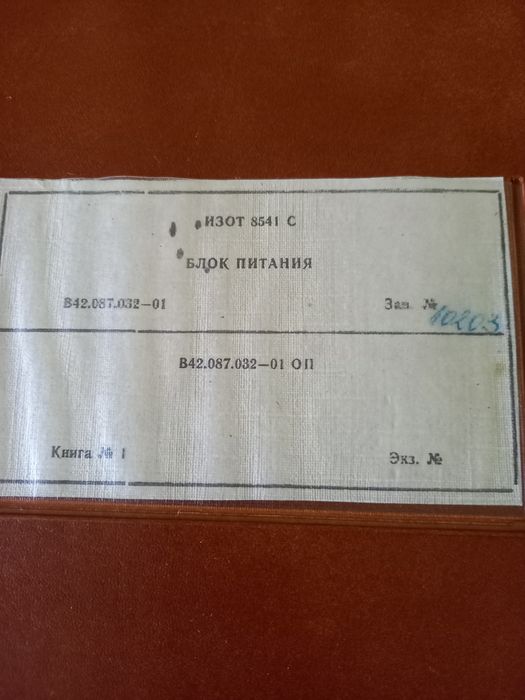 ИЗОТ 8541 С
БЛОК ПИТАНИЯ
В42.087.032—01 Зав. № 10203
В42.087.032—01 ОП
Книга № 1 Экз. №